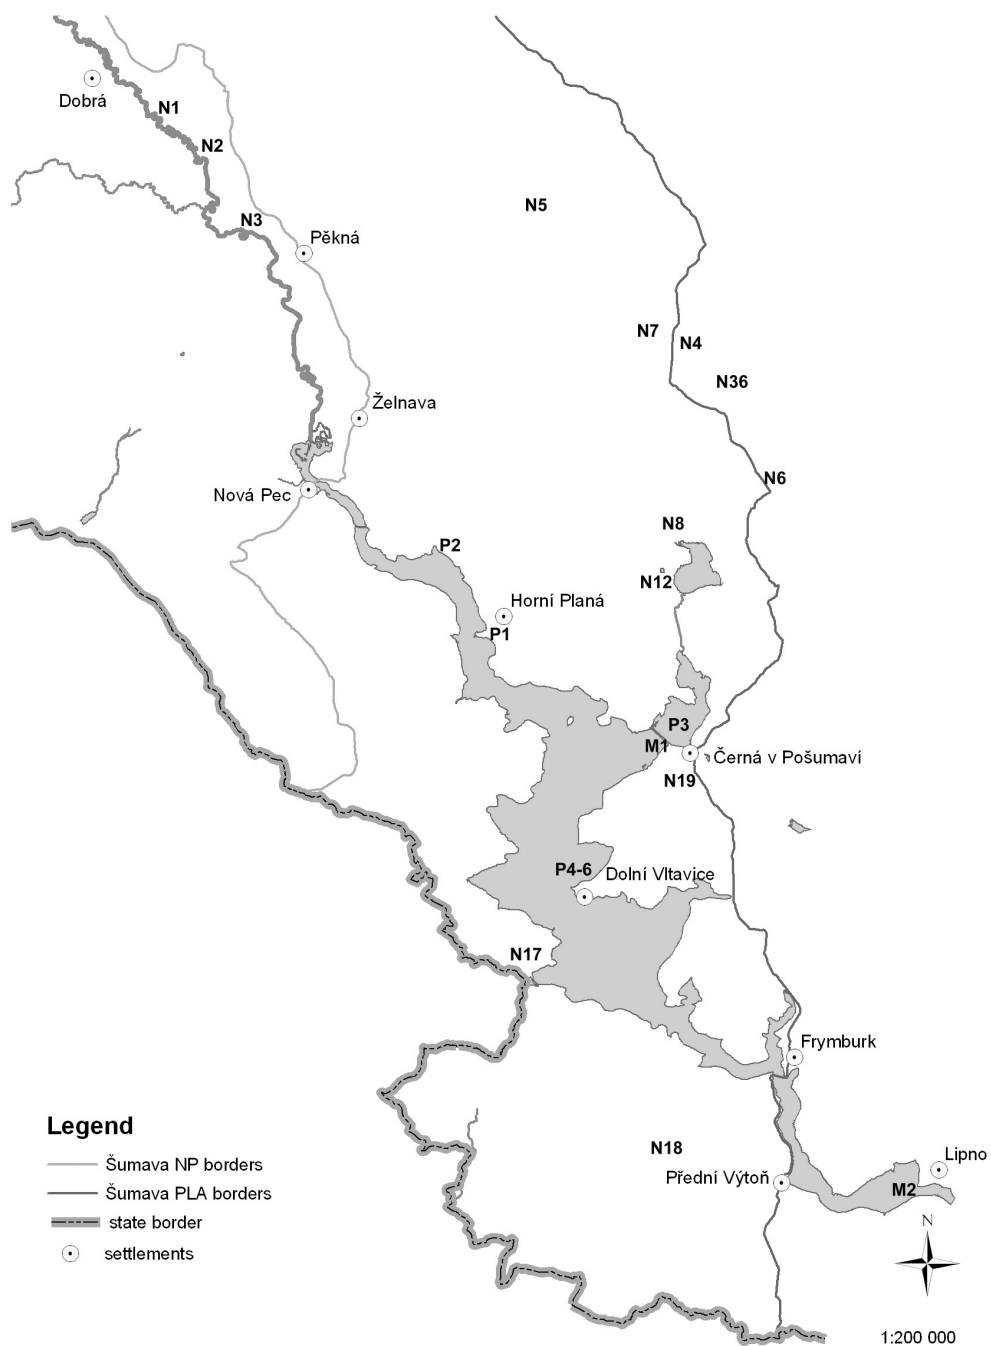 Dobrá
N1
N2
N3
Pěkná
N5
N7
N4
N36
Želnava
N6
Nová Pec
N8
P2
N12
Horní Planá
P1
P3
M1
Černá v Pošumaví
N19
P4-6
Dolní Vltavice
N17
Frymburk
N18
Přední Výtoň
Lipno
M2
N
Legend
Šumava NP borders
Šumava PLA borders
state border
settlements
1:200 000